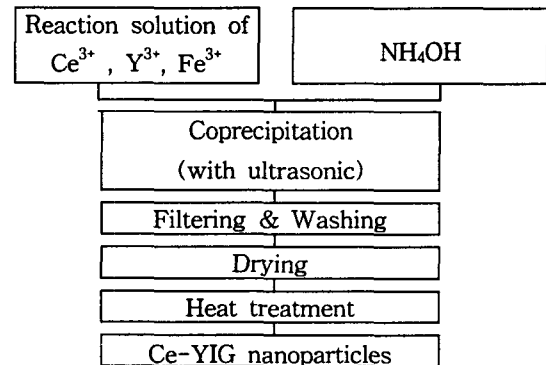 Reaction solution of
Ce³⁺ , Y³⁺, Fe³⁺
NH₄OH
Coprecipitation
(with ultrasonic)
Filtering & Washing
Drying
Heat treatment
Ce-YIG nanoparticles